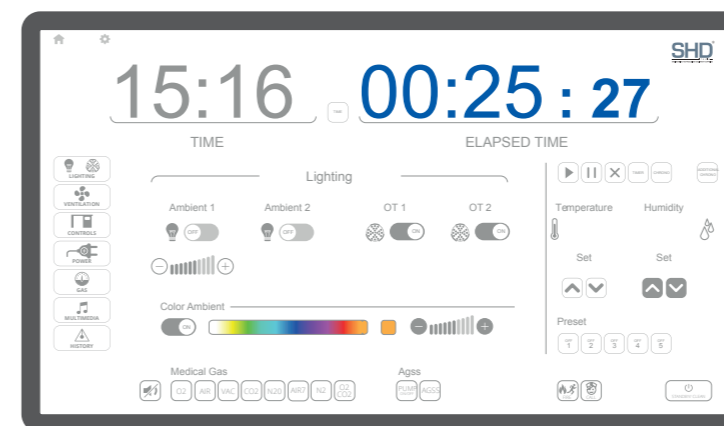 SHD
15:16
00:25 : 27
TIME
ELAPSED TIME
LIGHTING
VENTILATION
CONTROLS
POWER
GAS
MULTIMEDIA
HISTORY
Lighting
Ambient 1 Ambient 2 OT 1 OT 2
OFF OFF ON ON
Color Ambient
ON
Temperature Humidity
Set Set
Preset
1 2 3 4 5
Medical Gas
O2 AIR VAC CO2 N20 AIR7 N2 O2 CO2
Agss
PUMP AGSS